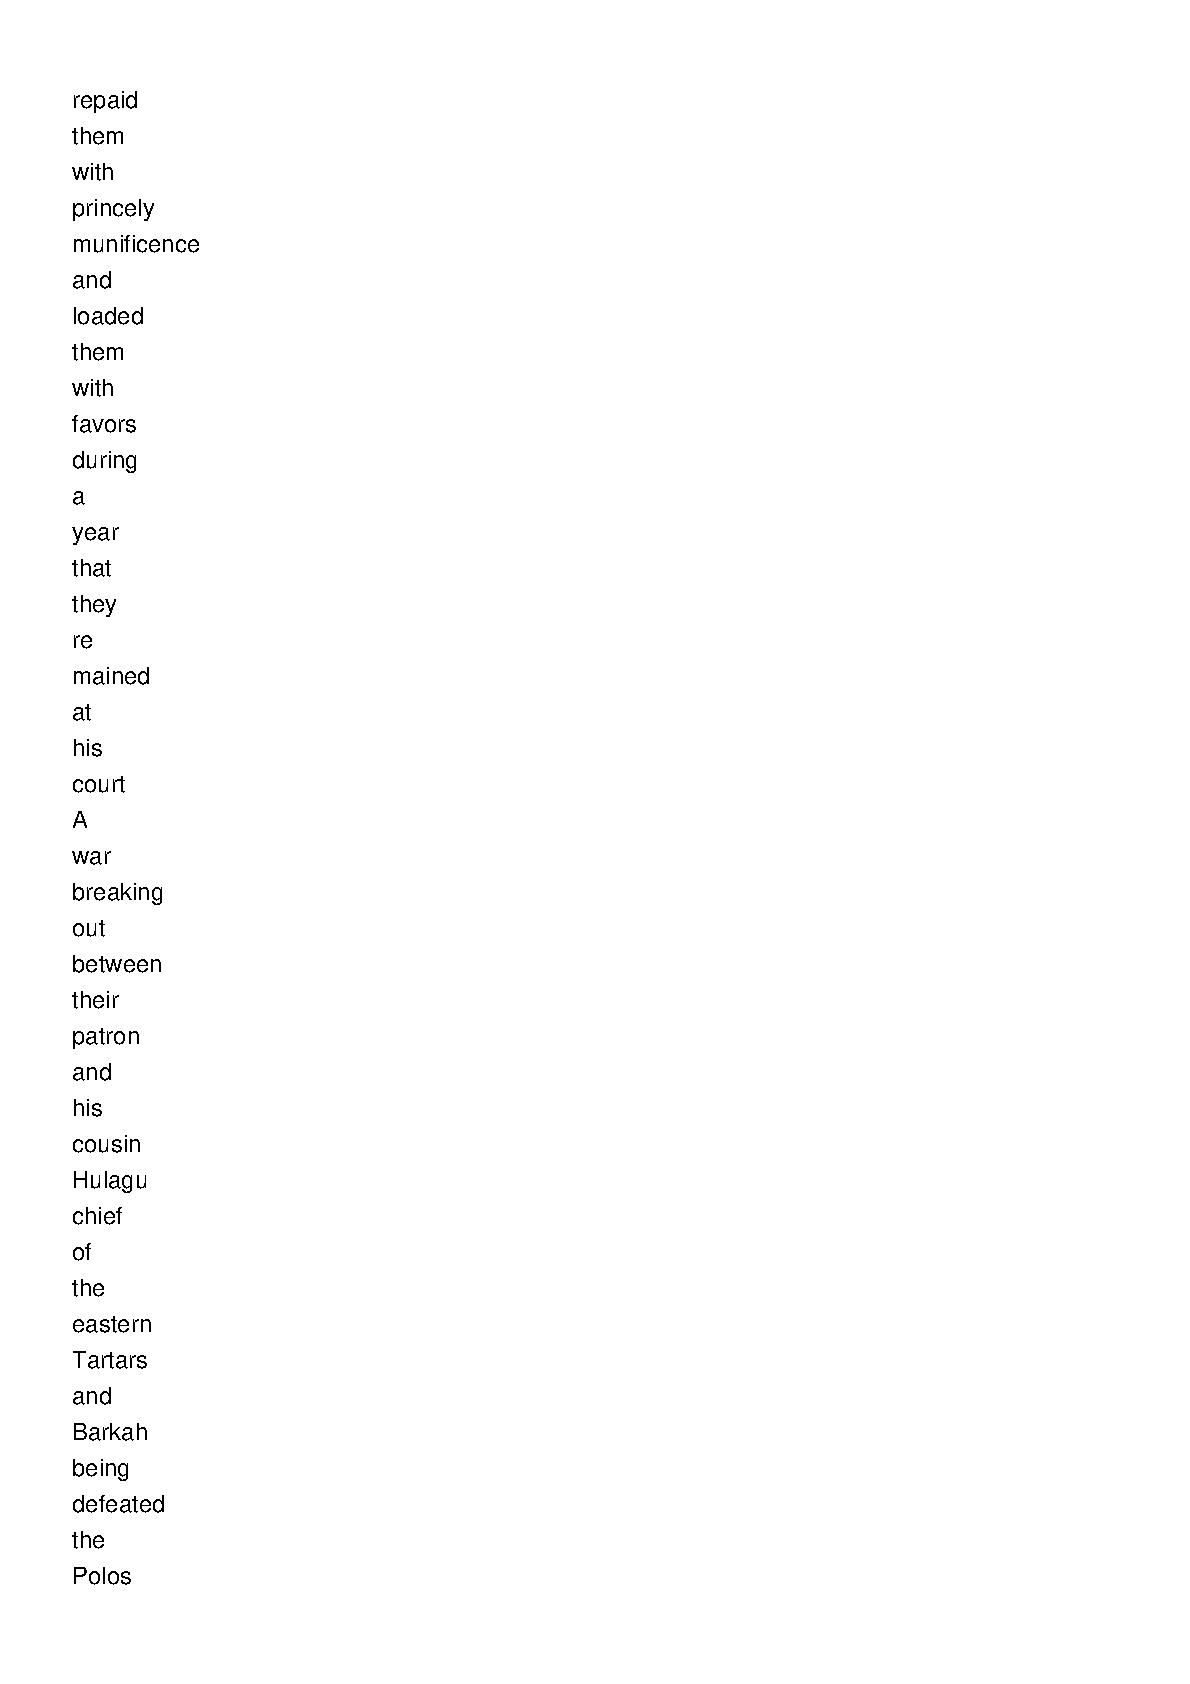 repaid
them
with
princely
munificence
and
loaded
them
with
favors
during
a
year
that
they
re
mained
at
his
court
A
war
breaking
out
between
their
patron
and
his
cousin
Hulagu
chief
of
the
eastern
Tartars
and
Barkah
being
defeated
the
Polos